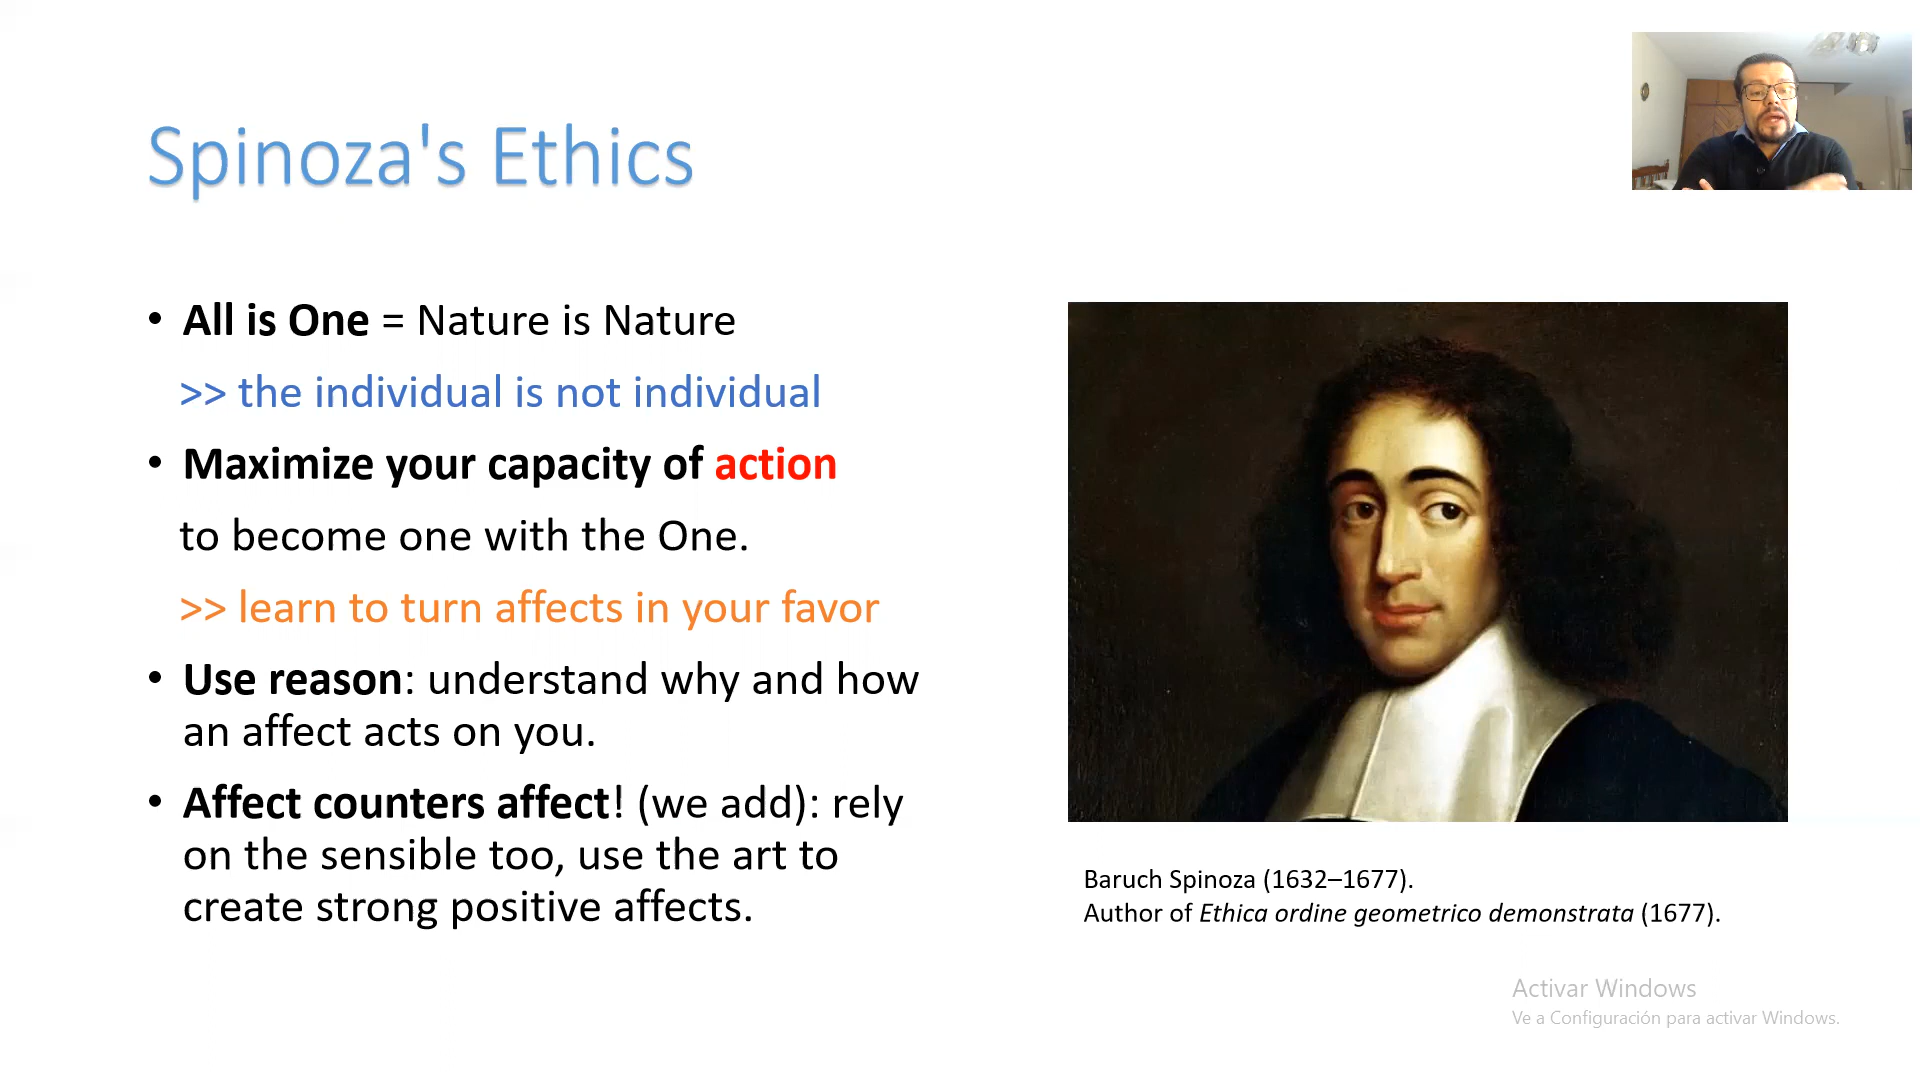 Spinoza's Ethics
• All is One = Nature is Nature
>> the individual is not individual
• Maximize your capacity of action
to become one with the One.
>> learn to turn affects in your favor
• Use reason: understand why and how
an affect acts on you.
• Affect counters affect! (we add): rely
on the sensible too, use the art to
create strong positive affects.
Baruch Spinoza (1632–1677).
Author of Ethica ordine geometrico demonstrata (1677).
Activar Windows
Ve a Configuración para activar Windows.